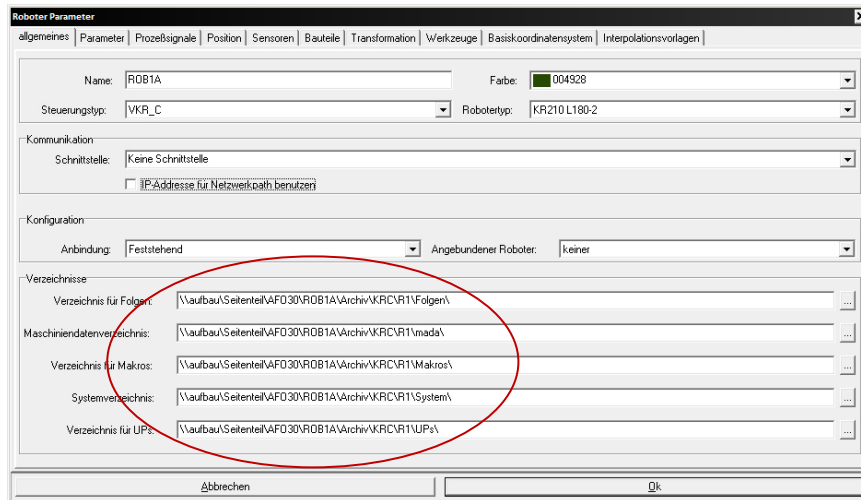 Roboter Parameter
allgemeines Parameter Prozeßsignale Position Sensoren Bauteile Transformation Werkzeuge Basiskoordinatensystem Interpolationsvorlagen
Name: ROB1A Farbe: 004928
Steuerungstyp: VKR_C Robotertyp: KR210 L180-2
Kommunikation
Schnittstelle: Keine Schnittstelle
IP-Addresse für Netzwerkpath benutzen
Konfiguration
Anbindung: Feststehend Angebundener Roboter: keiner
Verzeichnisse
Verzeichnis für Folgen: \\aufbau\Seitenteil\AFO30\ROB1A\Archiv\KRC\R1\Folgen\ ...
Maschiniendatenverzeichnis: \\aufbau\Seitenteil\AFO30\ROB1A\Archiv\KRC\R1\mada\ ...
Verzeichnis für Makros: \\aufbau\Seitenteil\AFO30\ROB1A\Archiv\KRC\R1\Makros\ ...
Systemverzeichnis: \\aufbau\Seitenteil\AFO30\ROB1A\Archiv\KRC\R1\System\ ...
Verzeichnis für UPs: \\aufbau\Seitenteil\AFO30\ROB1A\Archiv\KRC\R1\UPs\ ...
Abbrechen Ok